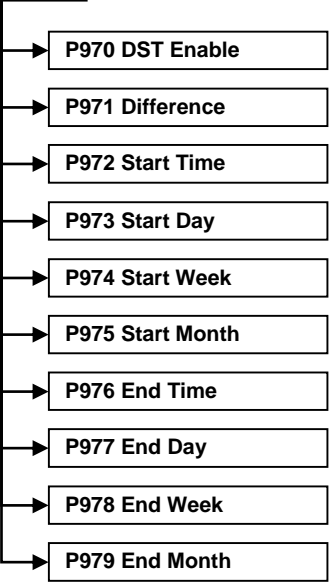 P970 DST Enable
P971 Difference
P972 Start Time
P973 Start Day
P974 Start Week
P975 Start Month
P976 End Time
P977 End Day
P978 End Week
P979 End Month